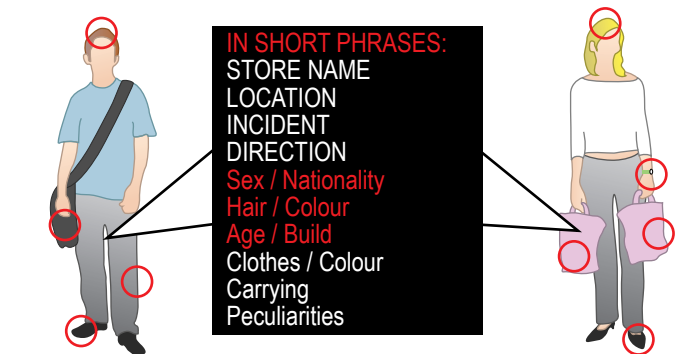 IN SHORT PHRASES:
STORE NAME
LOCATION
INCIDENT
DIRECTION
Sex / Nationality
Hair / Colour
Age / Build
Clothes / Colour
Carrying
Peculiarities